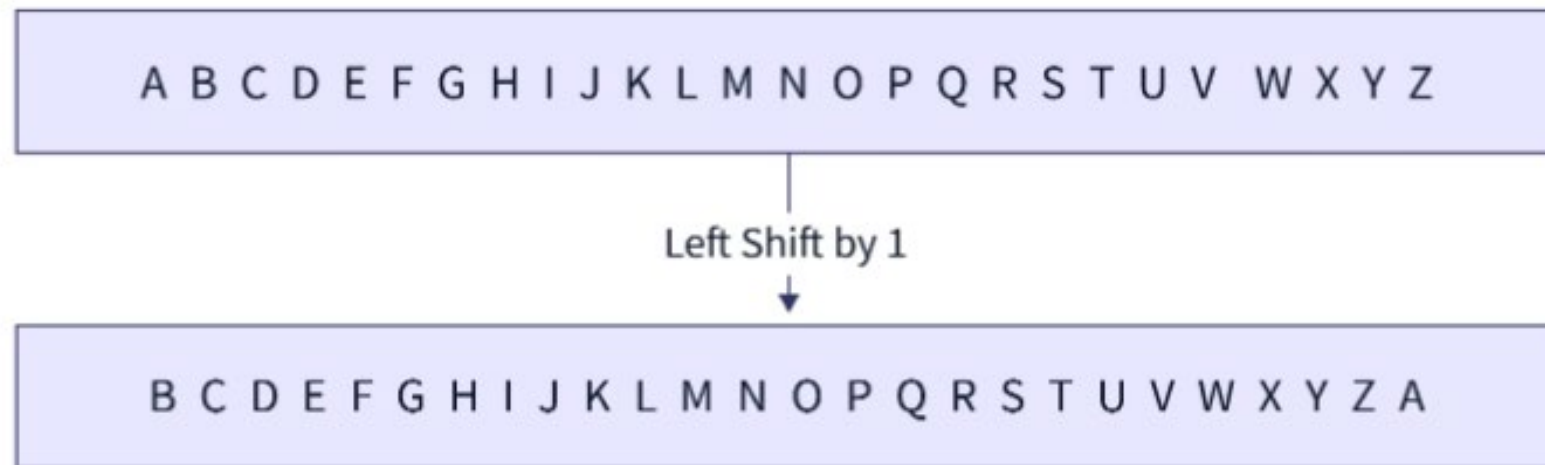 A B C D E F G H I J K L M N O P Q R S T U V W X Y Z
Left Shift by 1
B C D E F G H I J K L M N O P Q R S T U V W X Y Z A